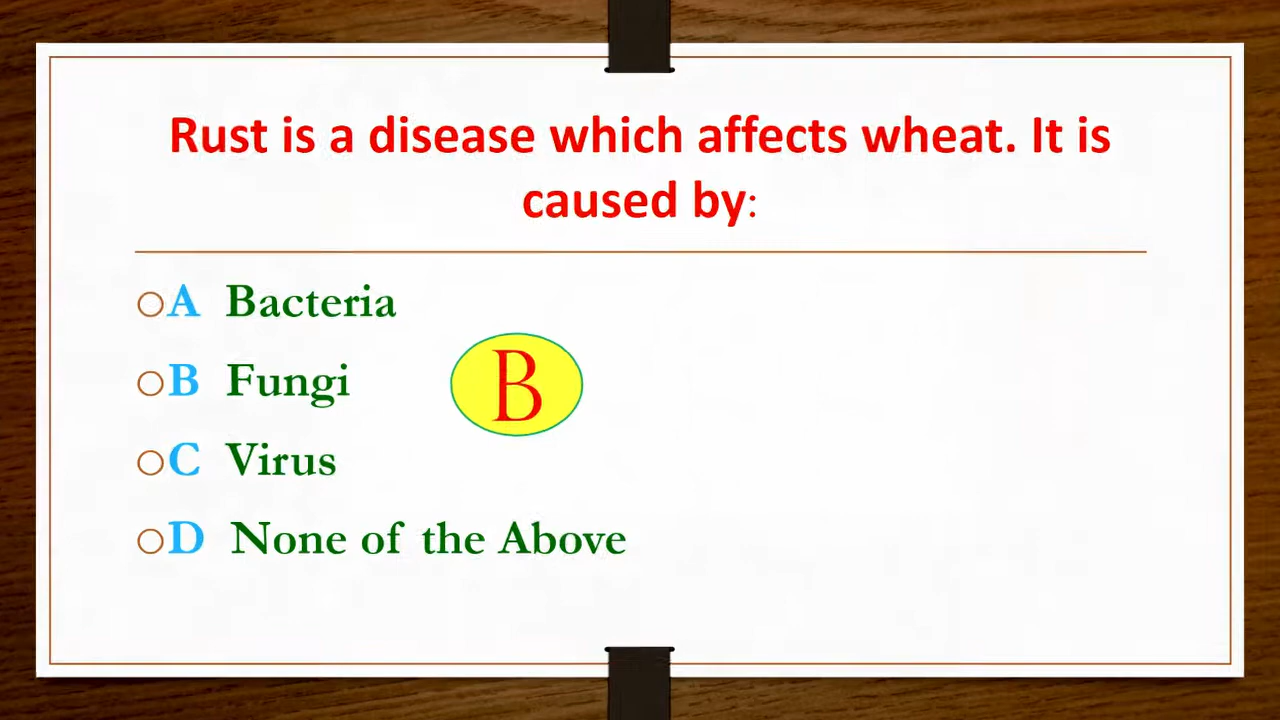 Rust is a disease which affects wheat. It is
caused by:
A Bacteria
B Fungi
B
C Virus
D None of the Above